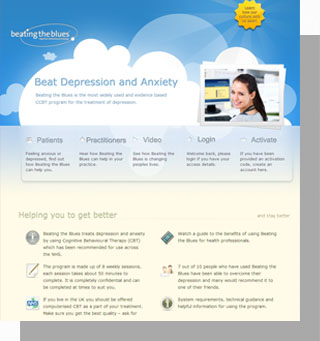 beating the blues
Beat Depression and Anxiety
Beating the Blues is the most widely used and evidence based
CCBT program for the treatment of depression.
Patients
Practitioners
Video
Login
Activate
Feeling anxious or
depressed, find out
how Beating the Blues
can help you.
Hear how Beating the
Blues can help in your
practice.
See how Beating the
Blues is changing
peoples lives.
Welcome back, please
login if you have your
access details.
If you have been
provided an activation
code, create an
account here.
Helping you to get better
and stay better
Beating the Blues treats depression and anxiety
by using Cognitive Behavioural Therapy (CBT)
which has been recommended for use across
the NHS.
Watch a guide to the benefits of using Beating
the Blues for health professionals.
The program is made up of 8 weekly sessions,
each session takes about 50 minutes to
complete. It is completely confidential and can
be completed at times to suit you.
7 out of 10 people who have used Beating the
Blues have been able to overcome their
depression and many would recommend it to
one of their friends.
If you live in the UK you should be offered
computerised CBT as a part of your treatment.
Make sure you get the best quality – ask for
System requirements, technical guidance and
helpful information for using the program.